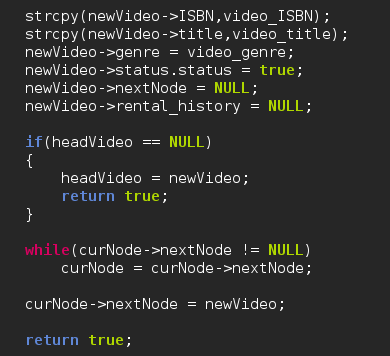 strcpy(newVideo->ISBN,video_ISBN);
strcpy(newVideo->title,video_title);
newVideo->genre = video_genre;
newVideo->status.status = true;
newVideo->nextNode = NULL;
newVideo->rental_history = NULL;

if(headVideo == NULL)
{
    headVideo = newVideo;
    return true;
}

while(curNode->nextNode != NULL)
    curNode = curNode->nextNode;

curNode->nextNode = newVideo;

return true;